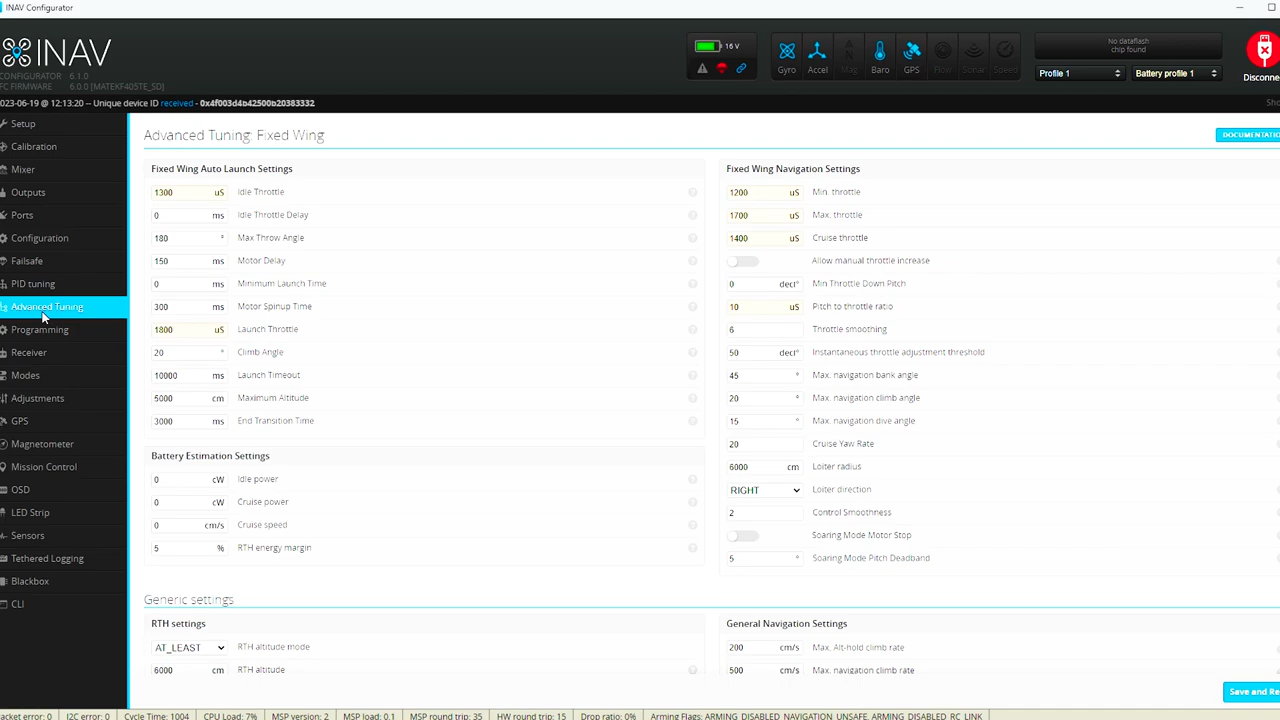 INAV Configurator
INAV
CONFIGURATOR 6.1.0
FC FIRMWARE 6.0.0 [MATEKF405TE_SD]
16 V
Gyro
Accel
Mag
Baro
GPS
Flow
Sonar
Speed
No dataflash
chip found
Profile 1
Battery profile 1
Disconne
023-06-19 @ 12:13:20 -- Unique device ID received - 0x4f003d4b42500b20383332
Sho
Setup
Calibration
Mixer
Outputs
Ports
Configuration
Failsafe
PID tuning
Advanced Tuning
Programming
Receiver
Modes
Adjustments
GPS
Magnetometer
Mission Control
OSD
LED Strip
Sensors
Tethered Logging
Blackbox
CLI
Advanced Tuning: Fixed Wing
DOCUMENTATIO
Fixed Wing Auto Launch Settings
1300 uS Idle Throttle
0 ms Idle Throttle Delay
180 ° Max Throw Angle
150 ms Motor Delay
0 ms Minimum Launch Time
300 ms Motor Spinup Time
1800 uS Launch Throttle
20 ° Climb Angle
10000 ms Launch Timeout
5000 cm Maximum Altitude
3000 ms End Transition Time
Battery Estimation Settings
0 cW Idle power
0 cW Cruise power
0 cm/s Cruise speed
5 % RTH energy margin
Fixed Wing Navigation Settings
1200 uS Min. throttle
1700 uS Max. throttle
1400 uS Cruise throttle
Allow manual throttle increase
0 deci° Min Throttle Down Pitch
10 uS Pitch to throttle ratio
6 Throttle smoothing
50 deci° Instantaneous throttle adjustment threshold
45 ° Max. navigation bank angle
20 ° Max. navigation climb angle
15 ° Max. navigation dive angle
20 Cruise Yaw Rate
6000 cm Loiter radius
RIGHT Loiter direction
2 Control Smoothness
Soaring Mode Motor Stop
5 ° Soaring Mode Pitch Deadband
Generic settings
RTH settings
AT_LEAST RTH altitude mode
6000 cm RTH altitude
General Navigation Settings
200 cm/s Max. Alt-hold climb rate
500 cm/s Max. navigation climb rate
Save and Re
acket error: 0 I2C error: 0 Cycle Time: 1004 CPU Load: 7% MSP version: 2 MSP load: 0.1 MSP round trip: 35 HW round trip: 15 Drop ratio: 0% Arming Flags: ARMING_DISABLED_NAVIGATION_UNSAFE, ARMING_DISABLED_RC_LINK